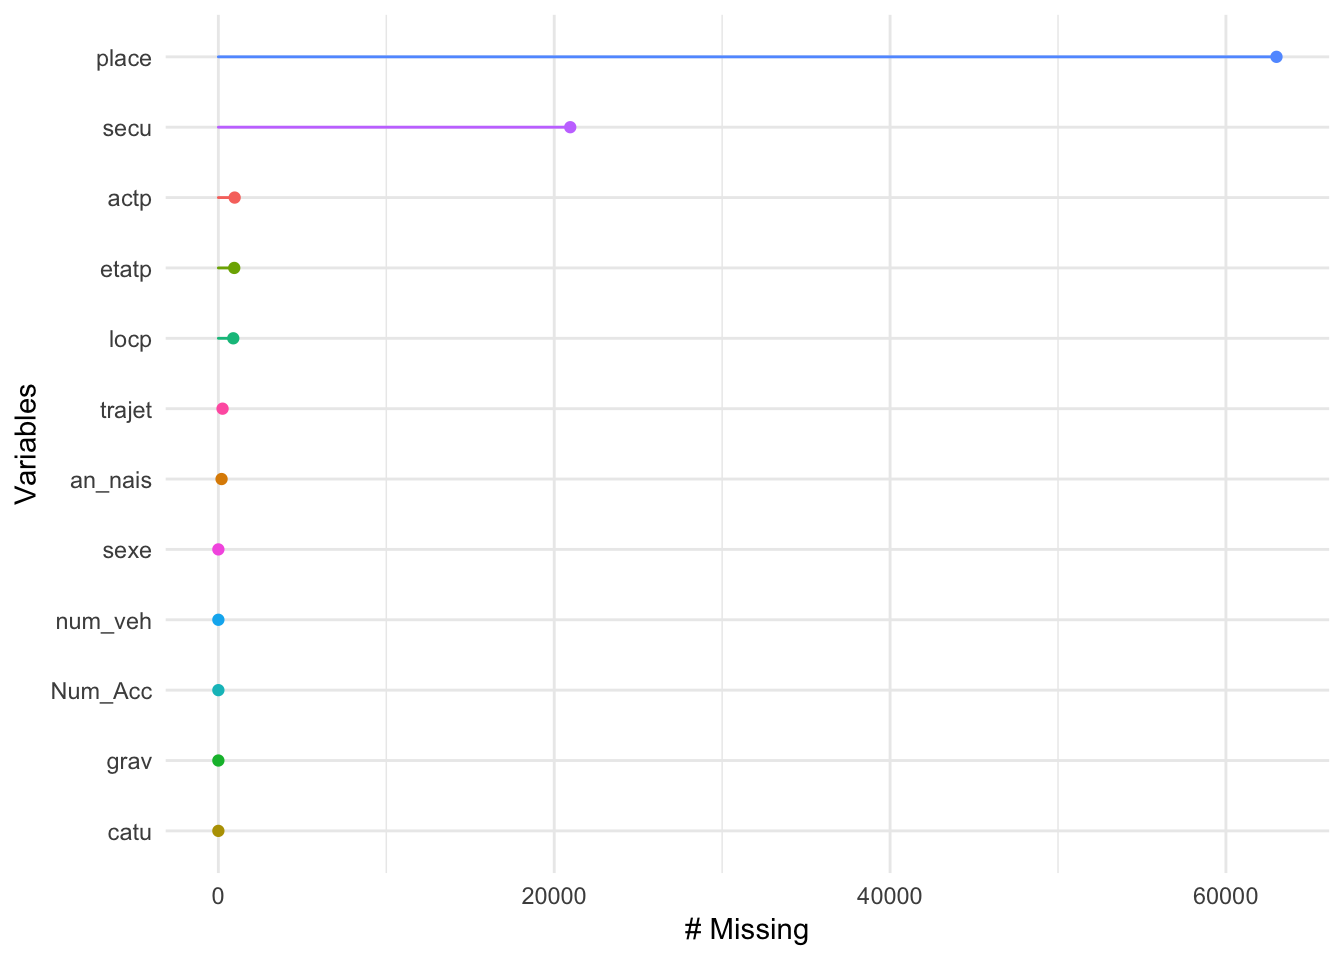 place
secu
actp
etatp
locp
trajet
an_nais
sexe
num_veh
Num_Acc
grav
catu
Variables
0 20000 40000 60000
# Missing